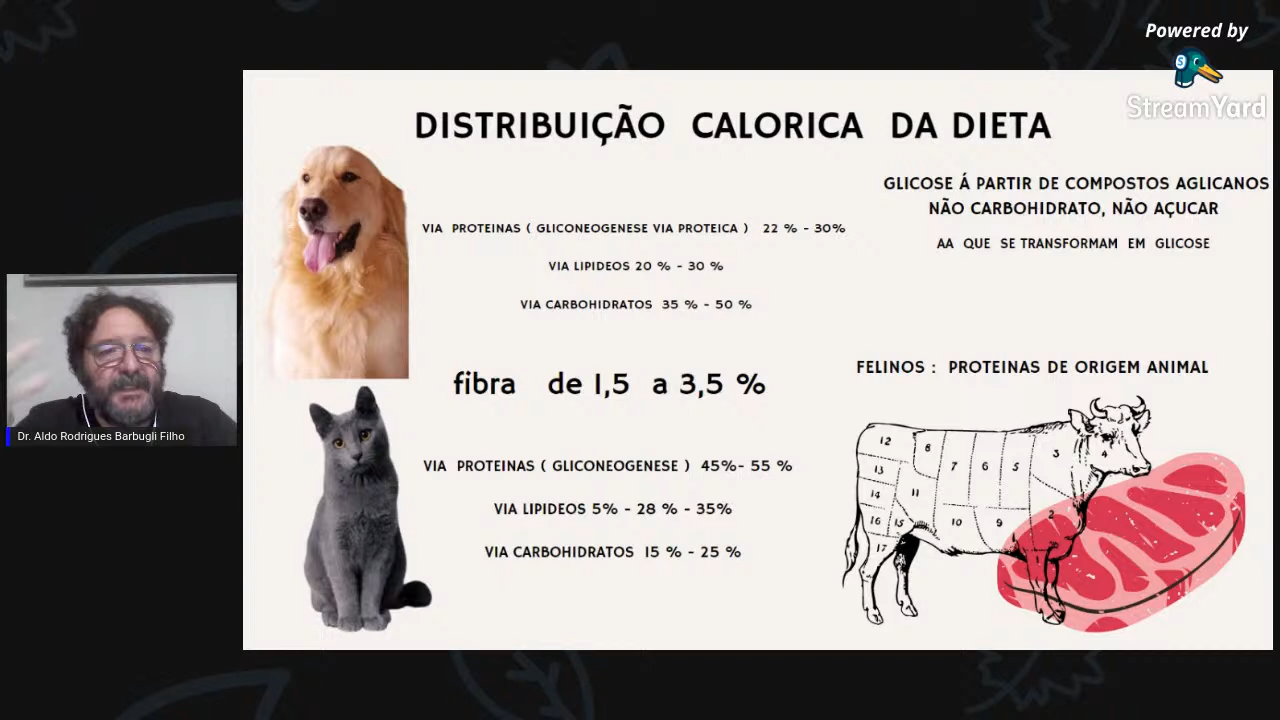 Powered by
StreamYard
DISTRIBUIÇÃO CALORICA DA DIETA
GLICOSE Á PARTIR DE COMPOSTOS AGLICANOS
NÃO CARBOHIDRATO, NÃO AÇUCAR
AA QUE SE TRANSFORMAM EM GLICOSE
VIA PROTEINAS ( GLICONEOGENESE VIA PROTEICA ) 22 % - 30%
VIA LIPIDEOS 20 % - 30 %
VIA CARBOHIDRATOS 35 % - 50 %
fibra de 1,5 a 3,5 %
VIA PROTEINAS ( GLICONEOGENESE ) 45%- 55 %
VIA LIPIDEOS 5% - 28 % - 35%
VIA CARBOHIDRATOS 15 % - 25 %
FELINOS : PROTEINAS DE ORIGEM ANIMAL
12 8 7 6 5 3 4
13
14 11
16 15 10 9 2
17 1
Dr. Aldo Rodrigues Barbugli Filho